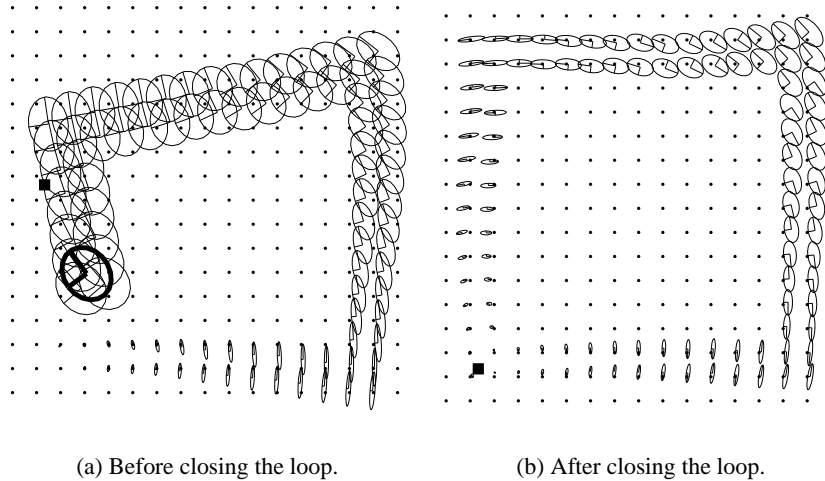 (a) Before closing the loop.
(b) After closing the loop.